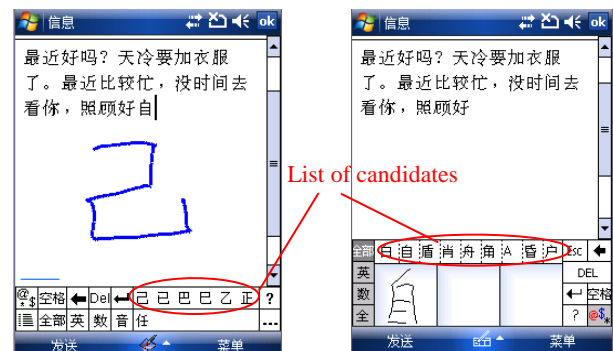 信息
ok
最近好吗？天冷要加衣服
了。最近比较忙，没时间去
看你，照顾好自
己
@*$ 空格 Del 己 已 巴 巳 乙 正 ?
全部 英 数 音 任 ...
发送 菜单
List of candidates
信息
ok
最近好吗？天冷要加衣服
了。最近比较忙，没时间去
看你，照顾好
全部 白 自 盾 肖 舟 角 A 昏 户 Esc
英 DEL
数 空格
全 ? @$*
自
发送 菜单